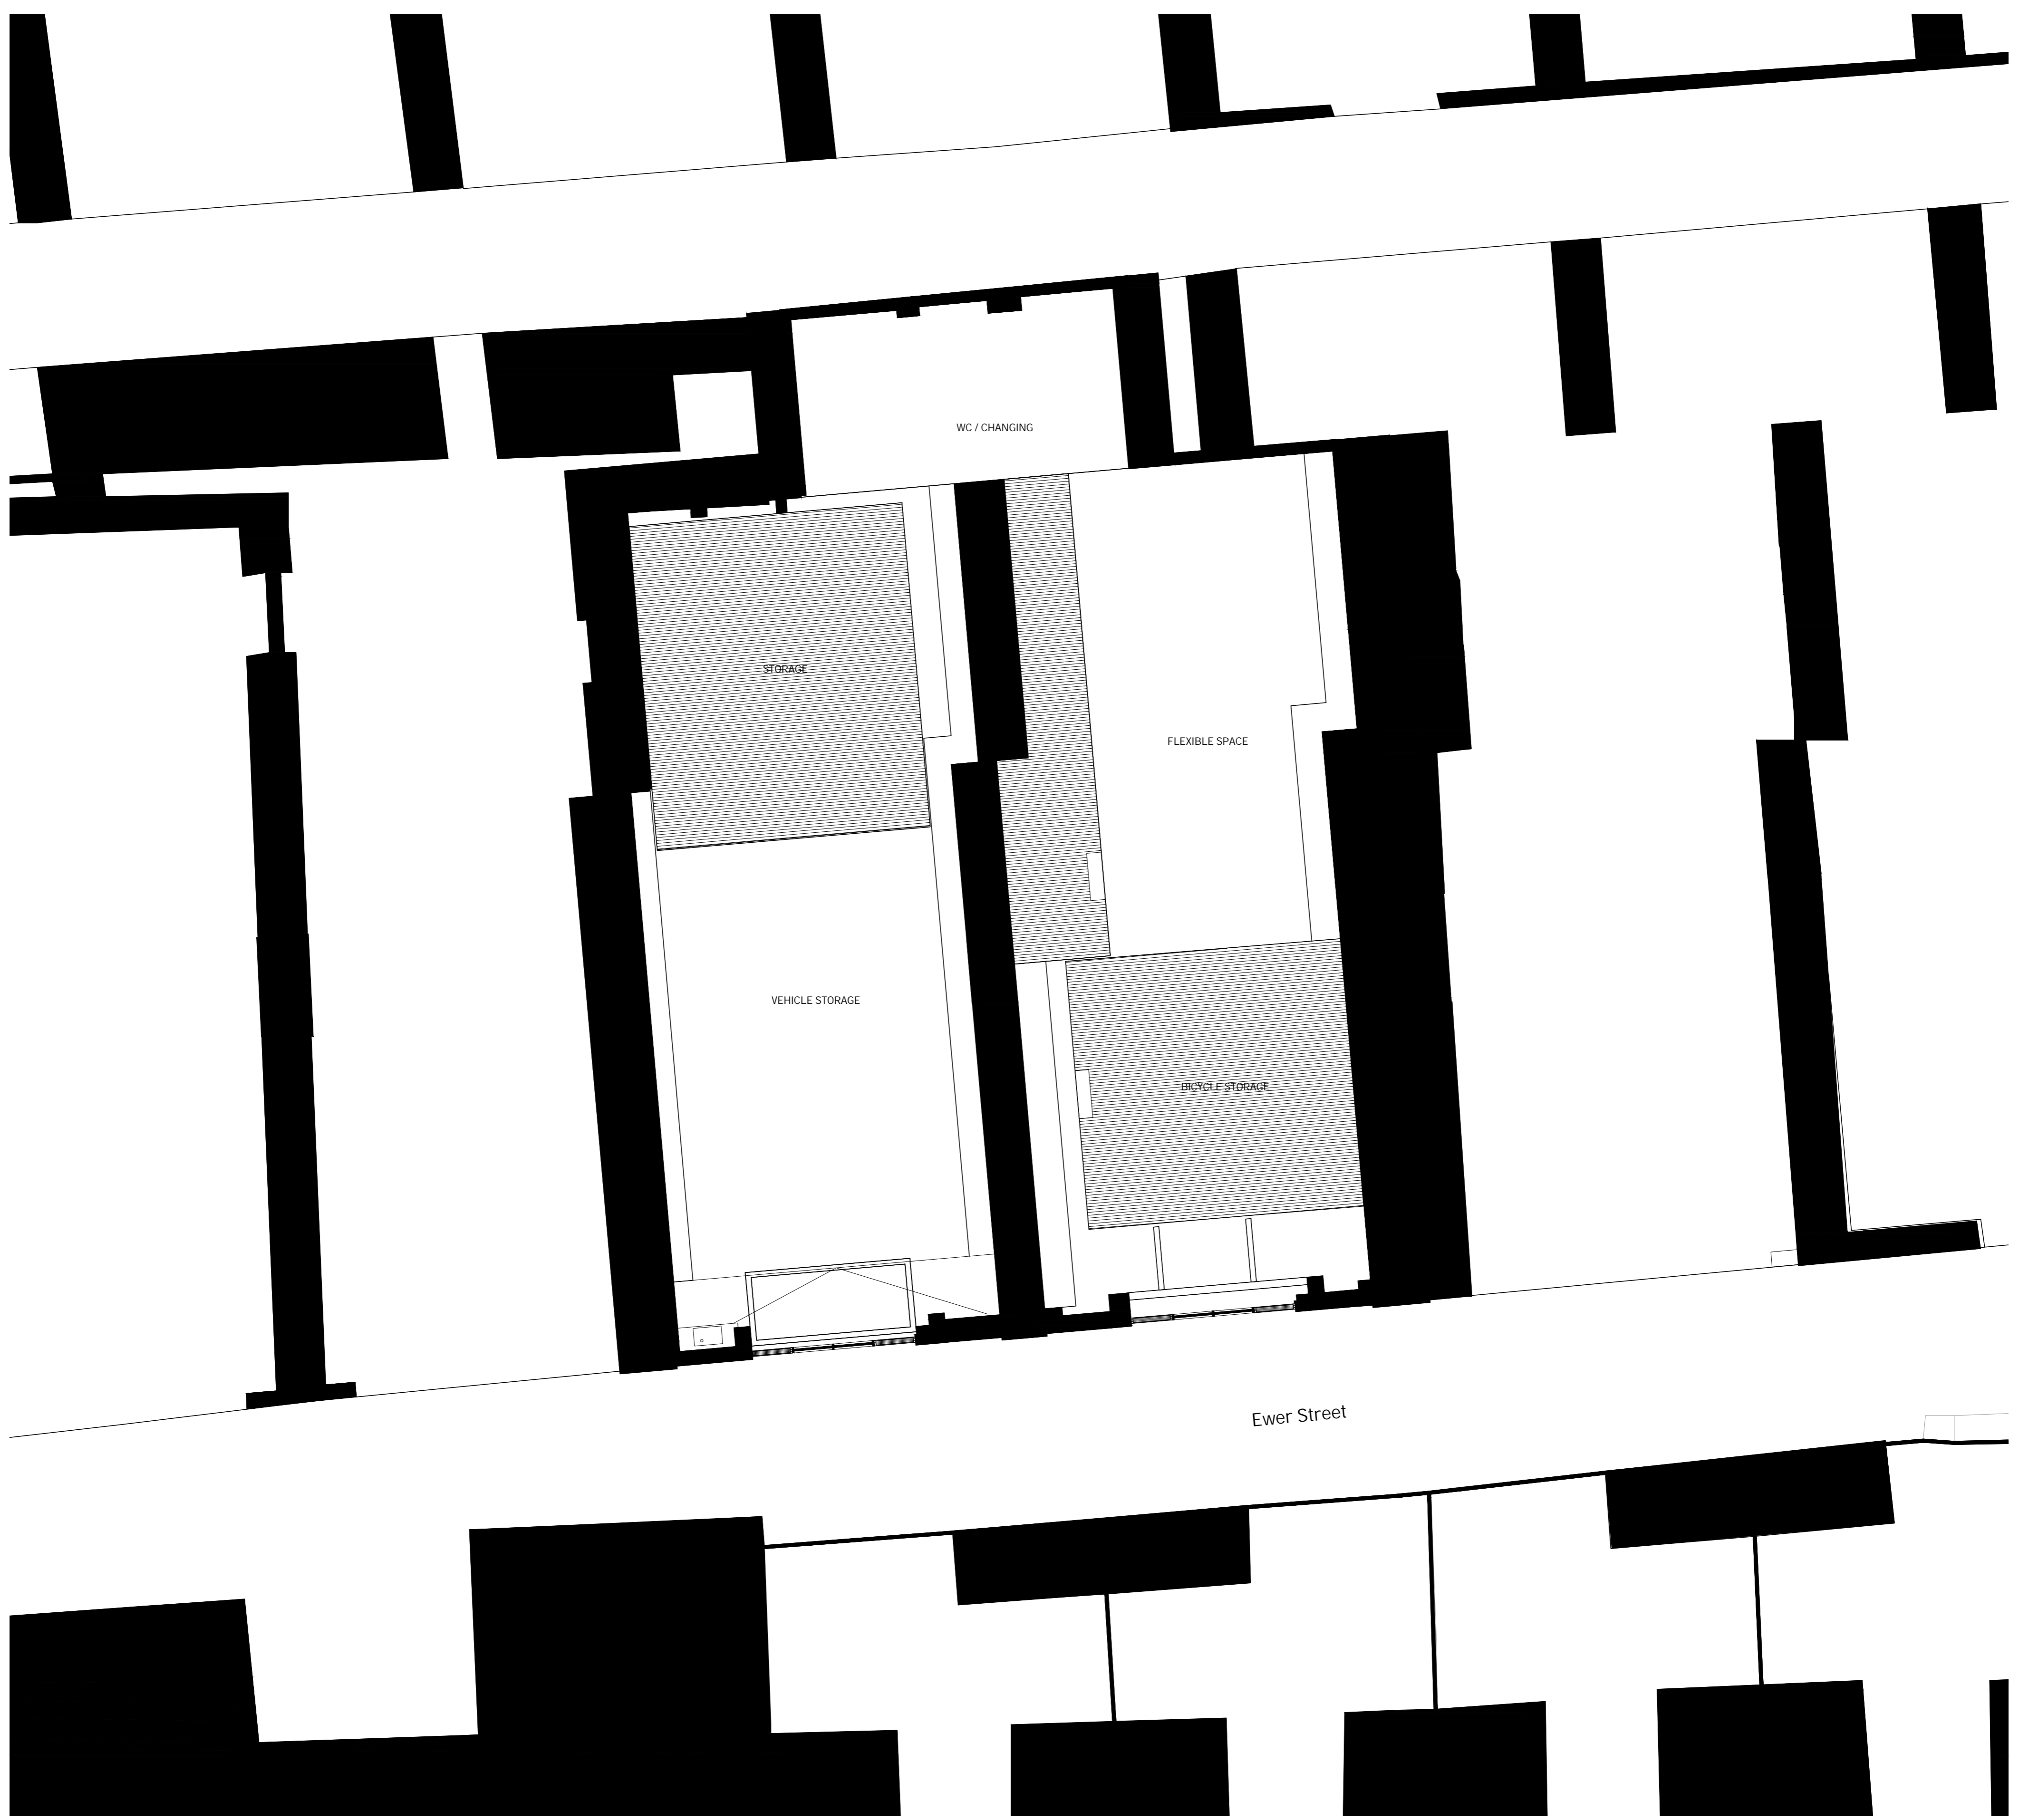 WC / CHANGING
STORAGE
FLEXIBLE SPACE
VEHICLE STORAGE
BICYCLE STORAGE
Ewer Street